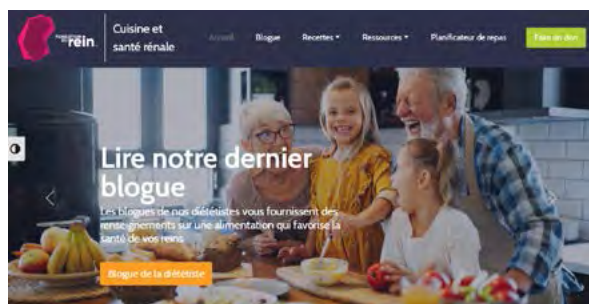 rein
Cuisine et
santé rénale
Accueil
Blogue
Recettes
Ressources
Planificateur de repas
Faire un don
Lire notre dernier
blogue
Les blogues de nos diététistes vous fournissent des
renseignements sur une alimentation qui favorise la
santé de vos reins
Blogue de la diététiste